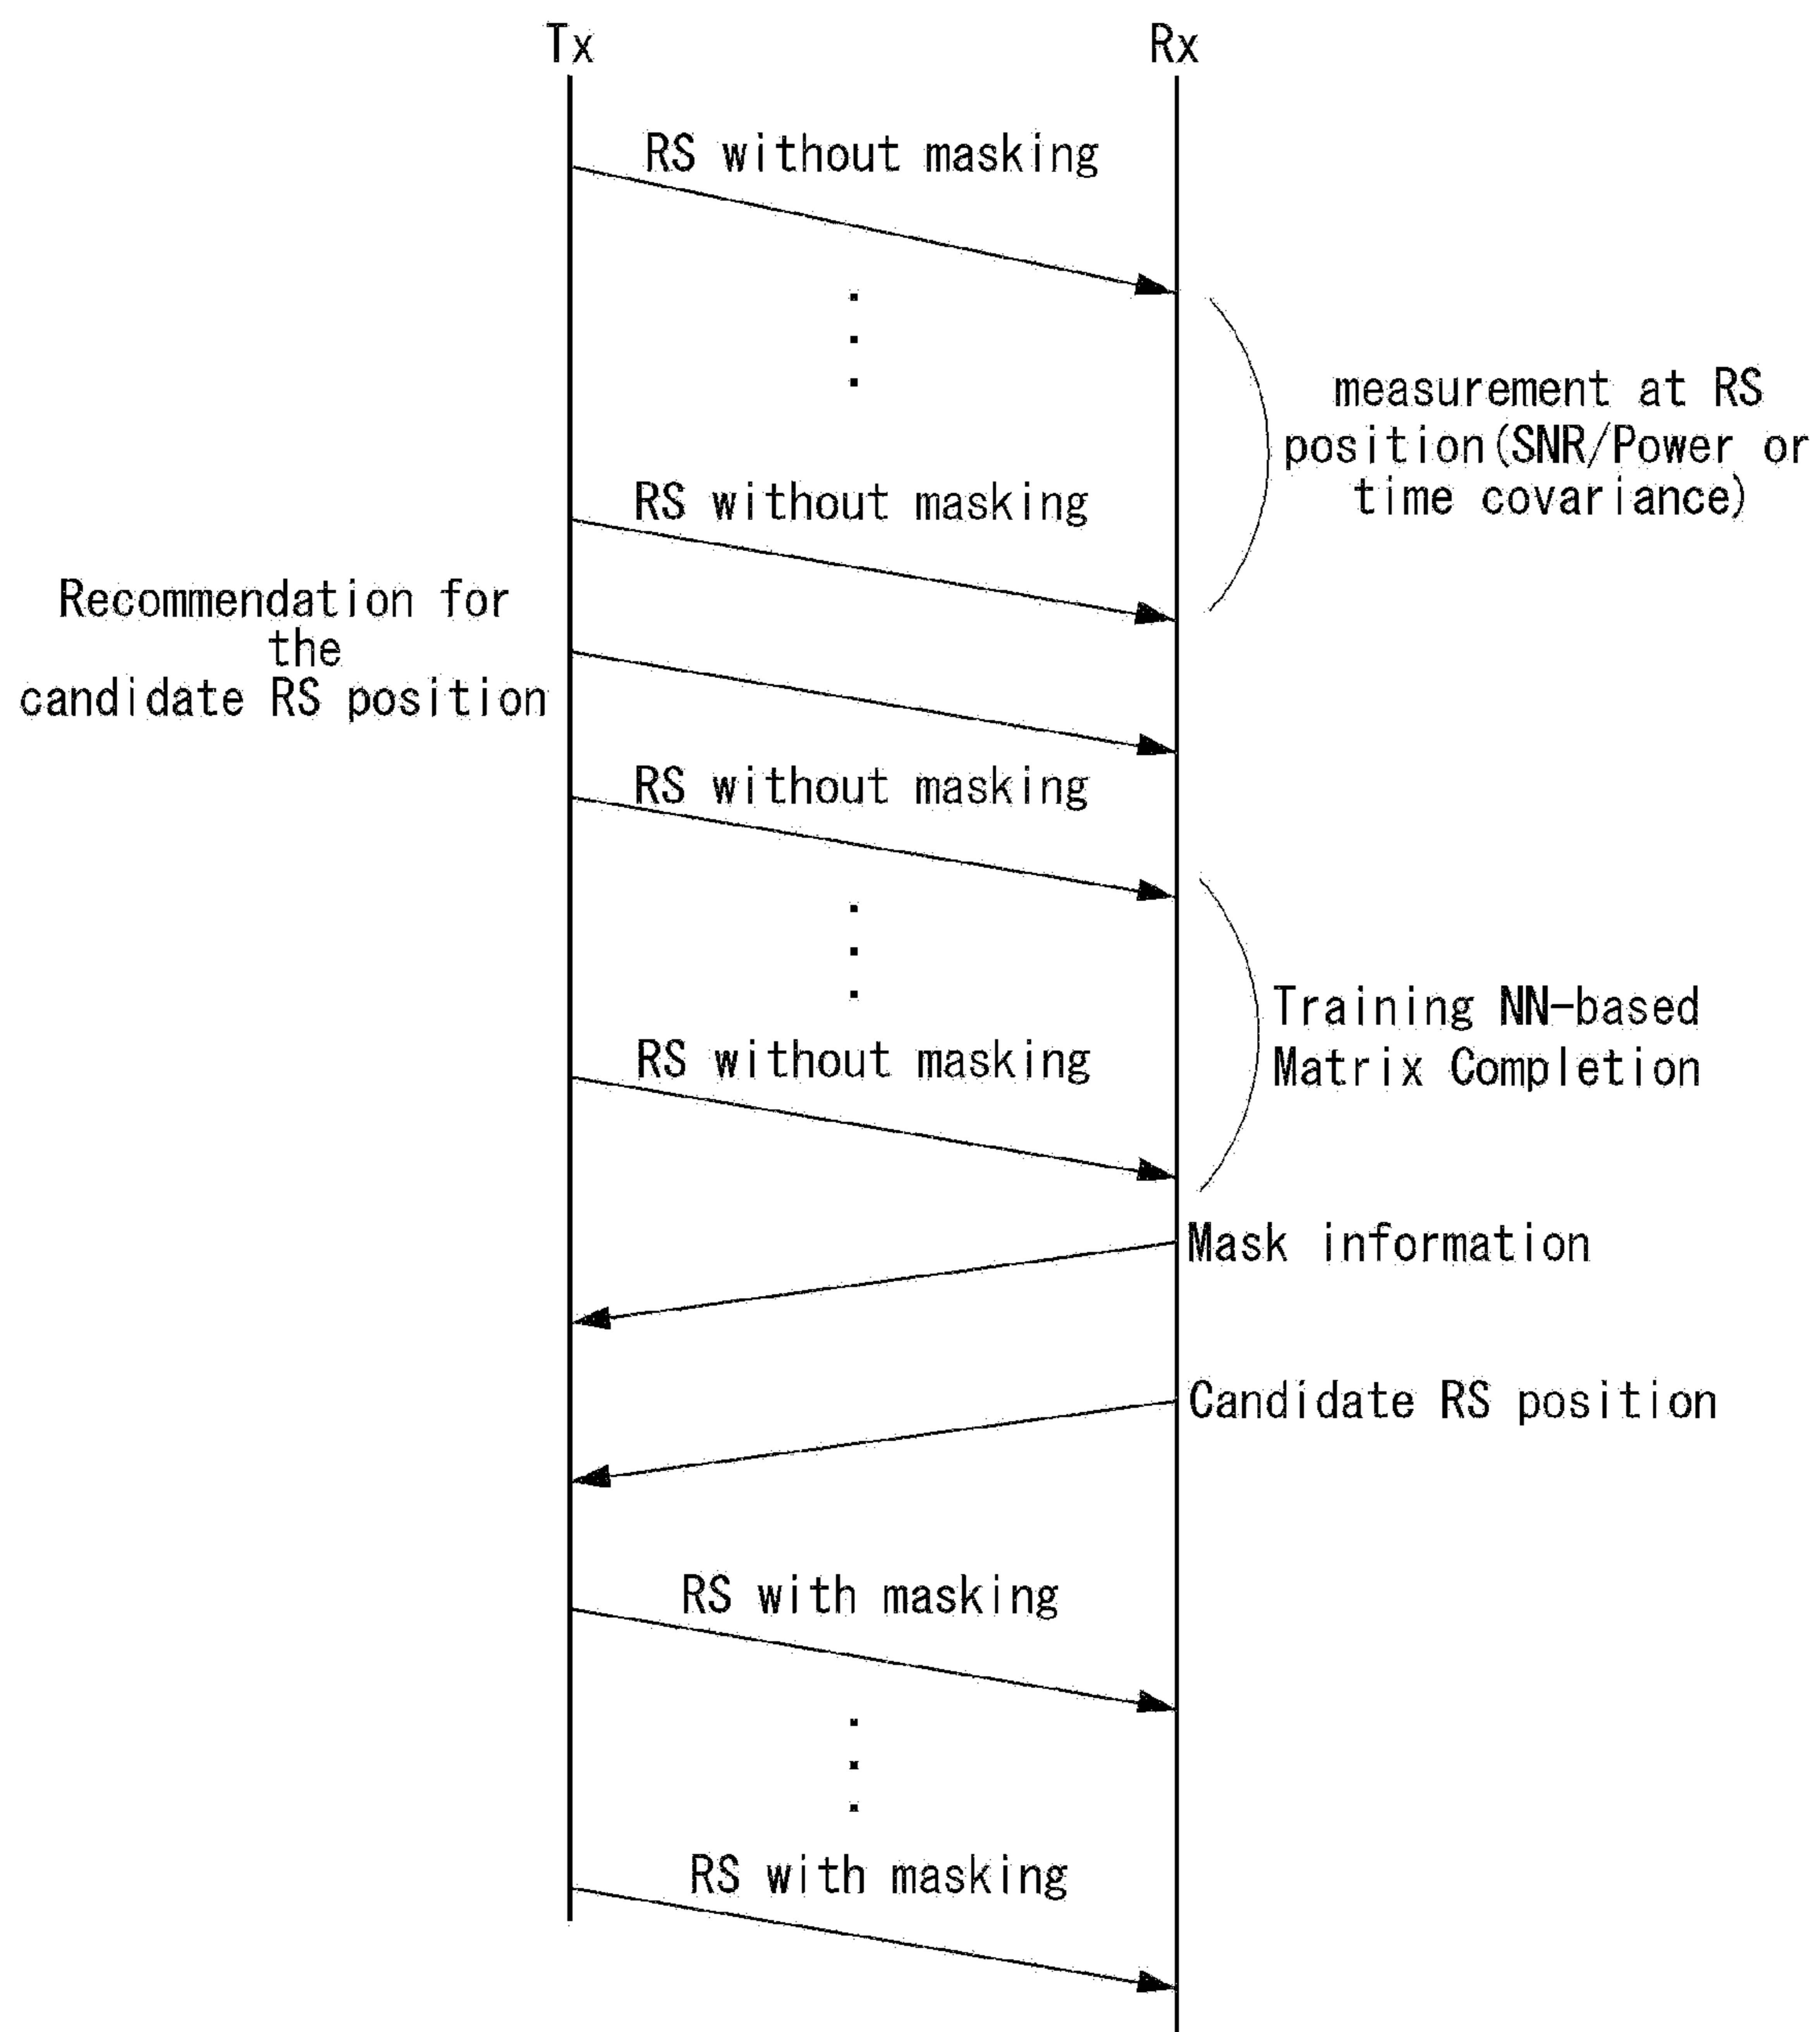 Tx
Rx
RS without masking
measurement at RS
position(SNR/Power or
time covariance)
RS without masking
Recommendation for
the
candidate RS position
RS without masking
Training NN-based
Matrix Completion
RS without masking
Mask information
Candidate RS position
RS with masking
RS with masking